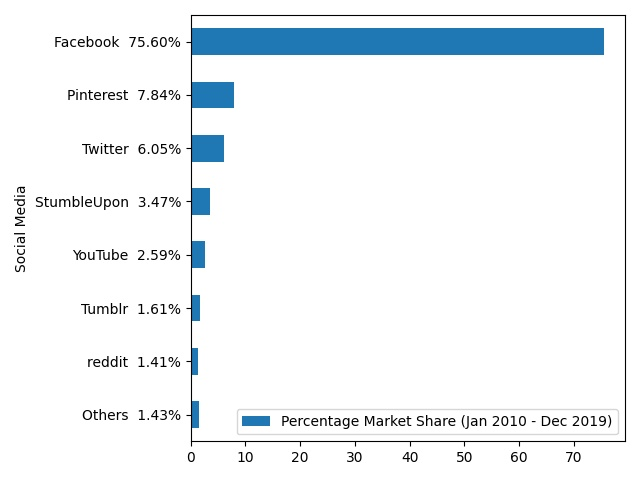 Social Media
Facebook 75.60%
Pinterest 7.84%
Twitter 6.05%
StumbleUpon 3.47%
YouTube 2.59%
Tumblr 1.61%
reddit 1.41%
Others 1.43%
Percentage Market Share (Jan 2010 - Dec 2019)
0 10 20 30 40 50 60 70